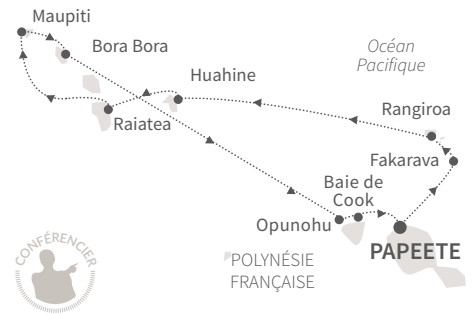 Maupiti
Bora Bora
Océan
Pacifique
Huahine
Rangiroa
Raiatea
Fakarava
Baie de
Cook
Opunohu
PAPEETE
POLYNÉSIE
FRANÇAISE
CONFÉRENCIER